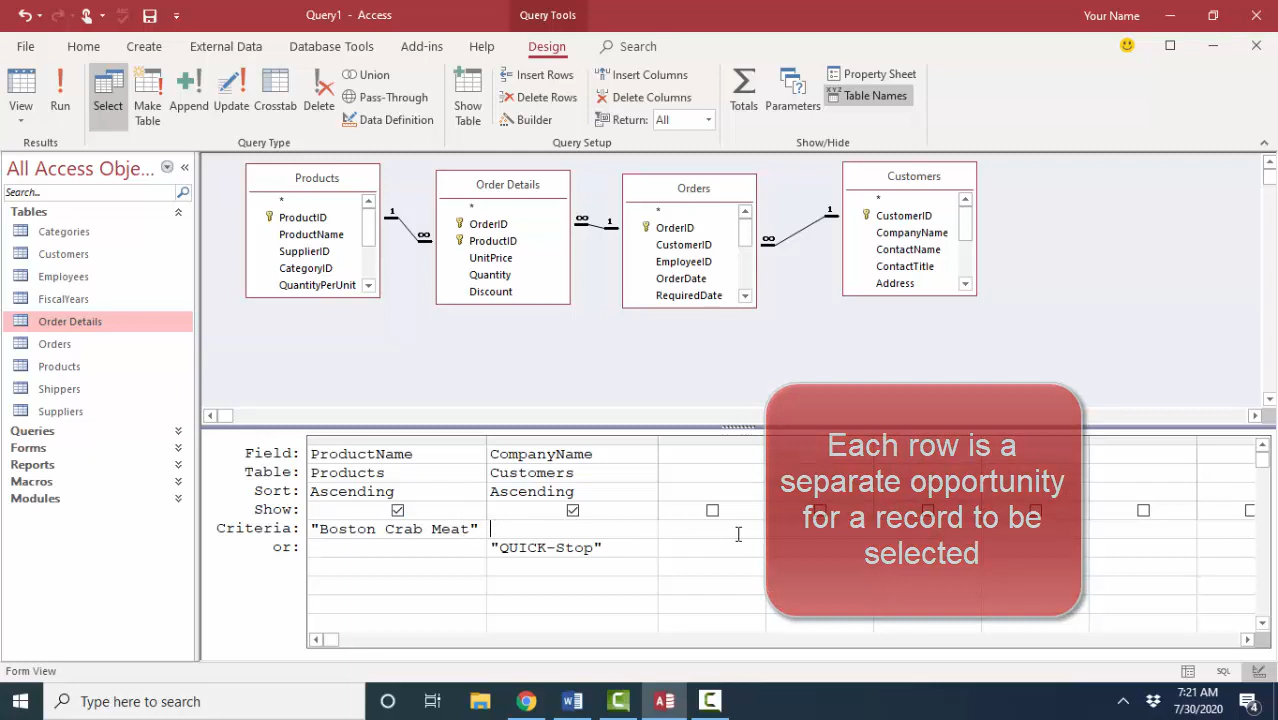 Query1 - Access
Query Tools
Your Name
File Home Create External Data Database Tools Add-ins Help Design Search
View
Run
Select
Make Table
Append
Update
Crosstab
Delete
Union
Pass-Through
Data Definition
Show Table
Insert Rows
Delete Rows
Builder
Insert Columns
Delete Columns
Return: All
Totals
Parameters
Property Sheet
Table Names
Results
Query Type
Query Setup
Show/Hide
All Access Obje...
Search...
Tables
Categories
Customers
Employees
FiscalYears
Order Details
Orders
Products
Shippers
Suppliers
Queries
Forms
Reports
Macros
Modules
Products
*
ProductID
ProductName
SupplierID
CategoryID
QuantityPerUnit
1
∞
Order Details
*
OrderID
ProductID
UnitPrice
Quantity
Discount
∞
1
Orders
*
OrderID
CustomerID
EmployeeID
OrderDate
RequiredDate
∞
1
Customers
*
CustomerID
CompanyName
ContactName
ContactTitle
Address
Field: ProductName CompanyName
Table: Products Customers
Sort: Ascending Ascending
Show:
Criteria: "Boston Crab Meat"
or: "QUICK-Stop"
Each row is a
separate opportunity
for a record to be
selected
Form View
SQL
Type here to search
7:21 AM
7/30/2020
4